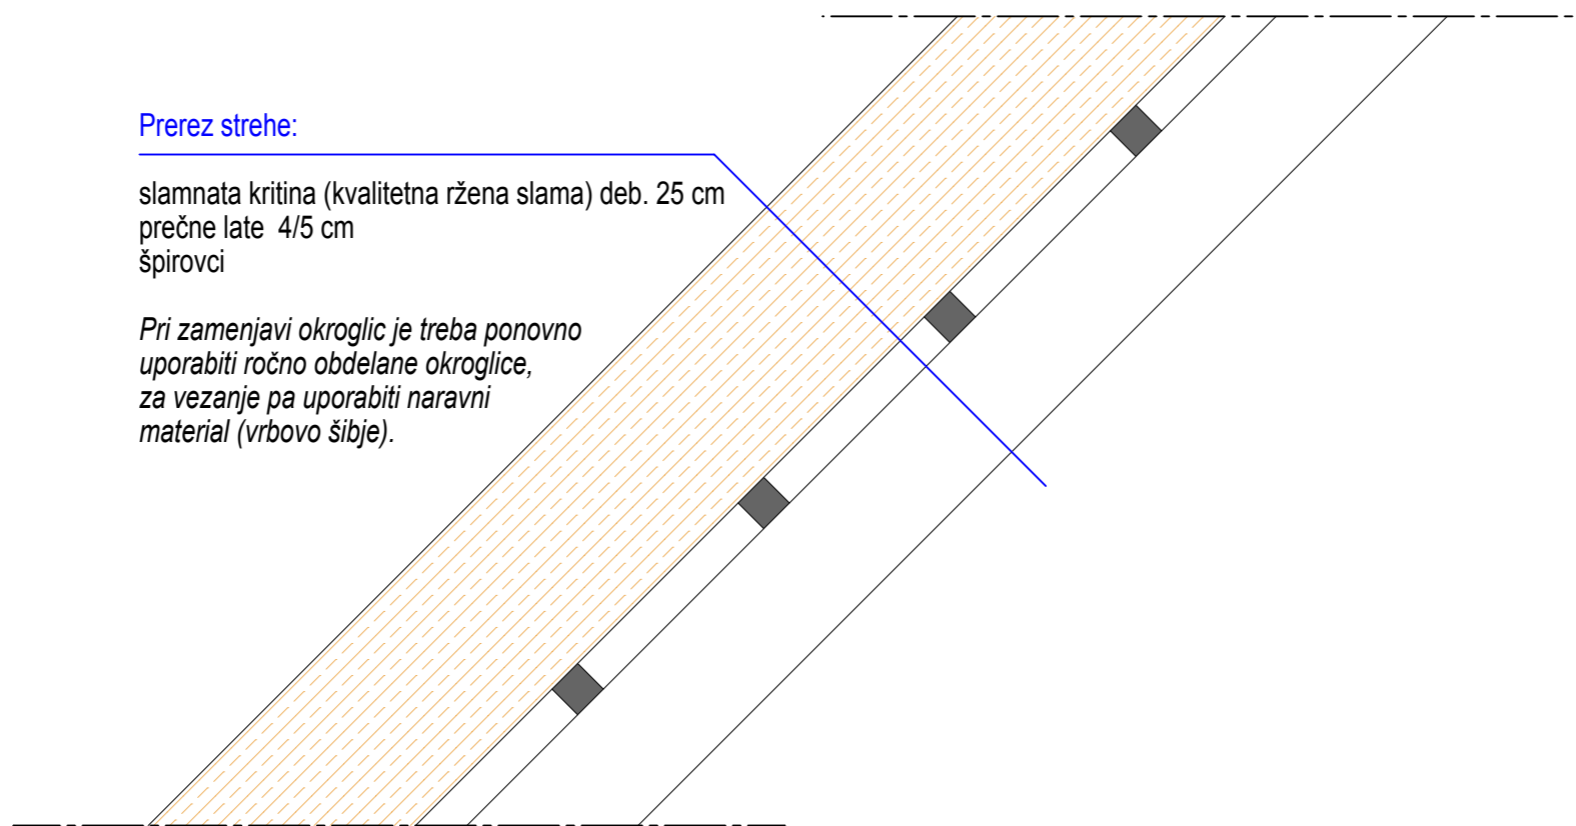 Prerez strehe:
slamnata kritina (kvalitetna ržena slama) deb. 25 cm
prečne late  4/5 cm
špirovci
Pri zamenjavi okroglic je treba ponovno
uporabiti ročno obdelane okroglice,
za vezanje pa uporabiti naravni
material (vrbovo šibje).